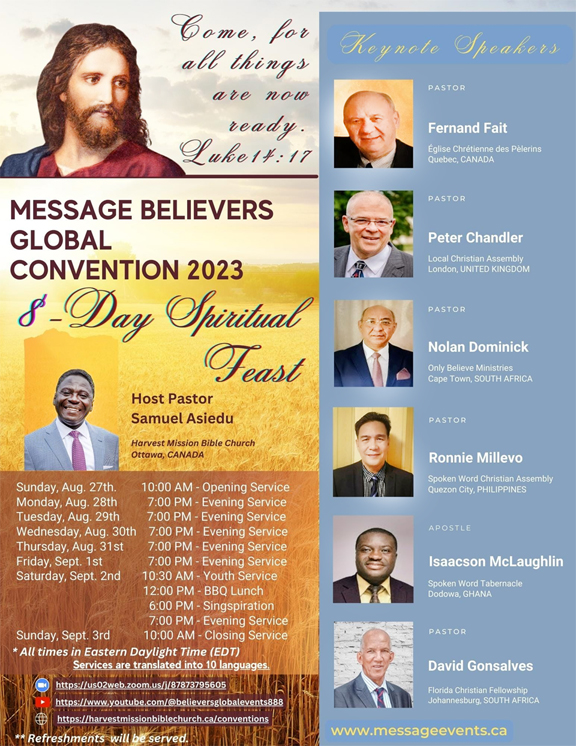 Come, for
all things
are now
ready.
Luke 14:17
MESSAGE BELIEVERS
GLOBAL
CONVENTION 2023
8-Day Spiritual
Feast
Host Pastor
Samuel Asiedu
Harvest Mission Bible Church
Ottawa, CANADA
Sunday, Aug. 27th. 10:00 AM - Opening Service
Monday, Aug. 28th 7:00 PM - Evening Service
Tuesday, Aug. 29th 7:00 PM - Evening Service
Wednesday, Aug. 30th 7:00 PM - Evening Service
Thursday, Aug. 31st 7:00 PM - Evening Service
Friday, Sept. 1st 7:00 PM - Evening Service
Saturday, Sept. 2nd 10:30 AM - Youth Service
12:00 PM - BBQ Lunch
6:00 PM - Singspiration
7:00 PM - Evening Service
Sunday, Sept. 3rd 10:00 AM - Closing Service
* All times in Eastern Daylight Time (EDT)
Services are translated into 10 languages.
https://us02web.zoom.us/j/87873795605
https://www.youtube.com/@believersglobalevents888
https://harvestmissionbiblechurch.ca/conventions
** Refreshments will be served.
Keynote Speakers
PASTOR
Fernand Fait
Église Chrétienne des Pèlerins
Quebec, CANADA
PASTOR
Peter Chandler
Local Christian Assembly
London, UNITED KINGDOM
PASTOR
Nolan Dominick
Only Believe Ministries
Cape Town, SOUTH AFRICA
PASTOR
Ronnie Millevo
Spoken Word Christian Assembly
Quezon City, PHILIPPINES
APOSTLE
Isaacson McLaughlin
Spoken Word Tabernacle
Dodowa, GHANA
PASTOR
David Gonsalves
Florida Christian Fellowship
Johannesburg, SOUTH AFRICA
www.messageevents.ca